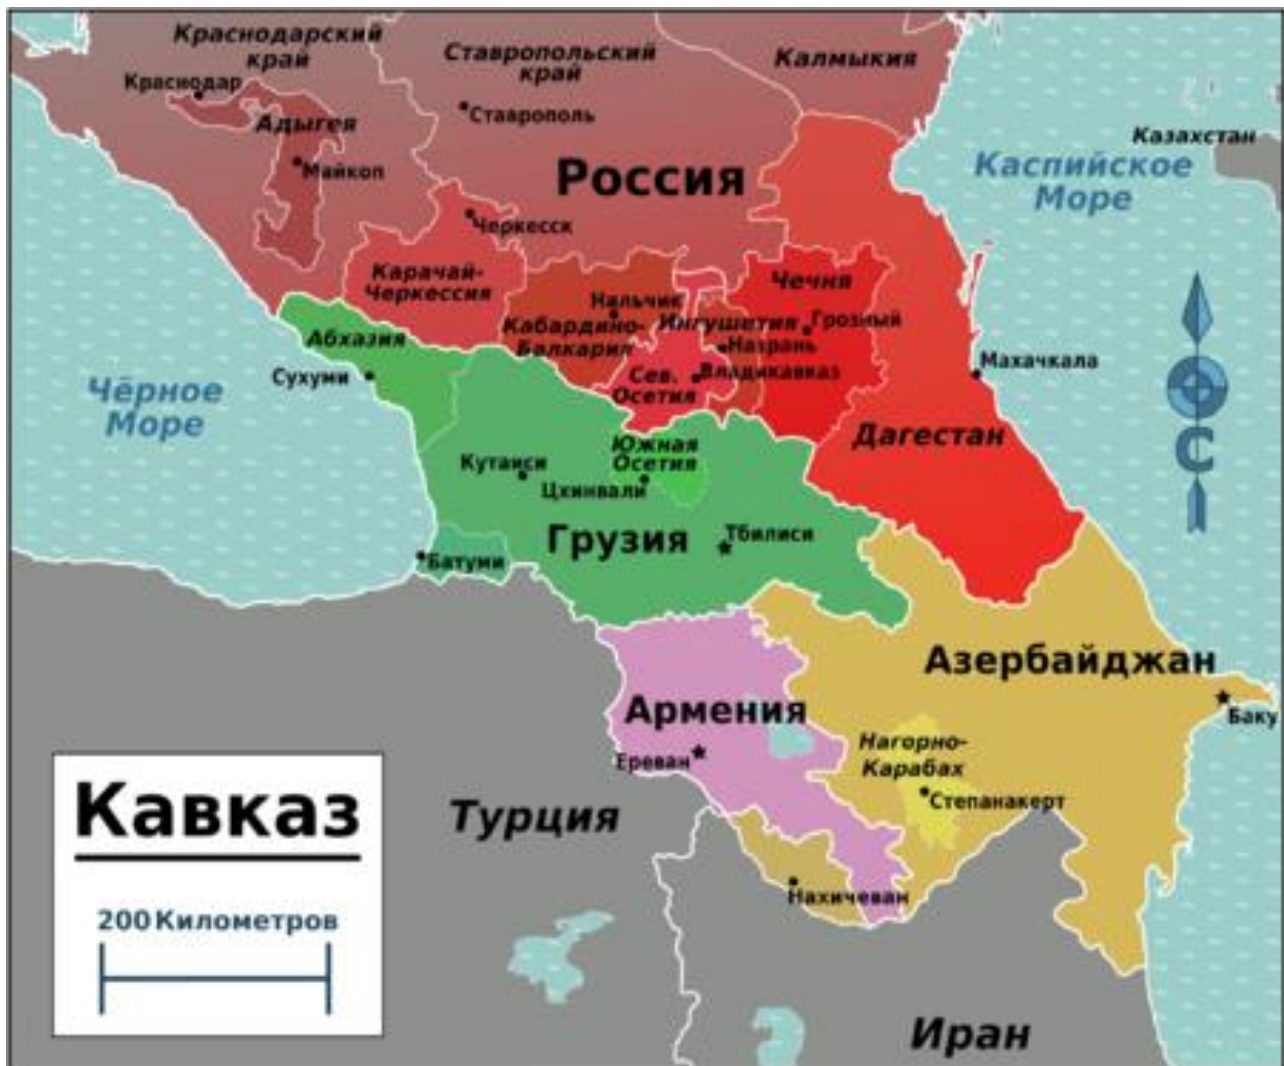 Краснодарский
край
Краснодар
Адыгея
Майкоп
Ставропольский
край
Ставрополь
Калмыкия
Казахстан
Каспийское
Море
Россия
Черкесск
Карачай-
Черкессия
Нальчик
Кабардино-
Балкария
Ингушетия
Назрань
Чечня
Грозный
Владикавказ
Сев.
Осетия
Махачкала
Дагестан
С
Абхазия
Сухуми
Чёрное
Море
Южная
Осетия
Кутаиси
Цхинвали
Грузия
Тбилиси
Батуми
Азербайджан
Баку
Армения
Ереван
Нагорно-
Карабах
Степанакерт
Нахичеван
Турция
Иран
Кавказ
200 Километров